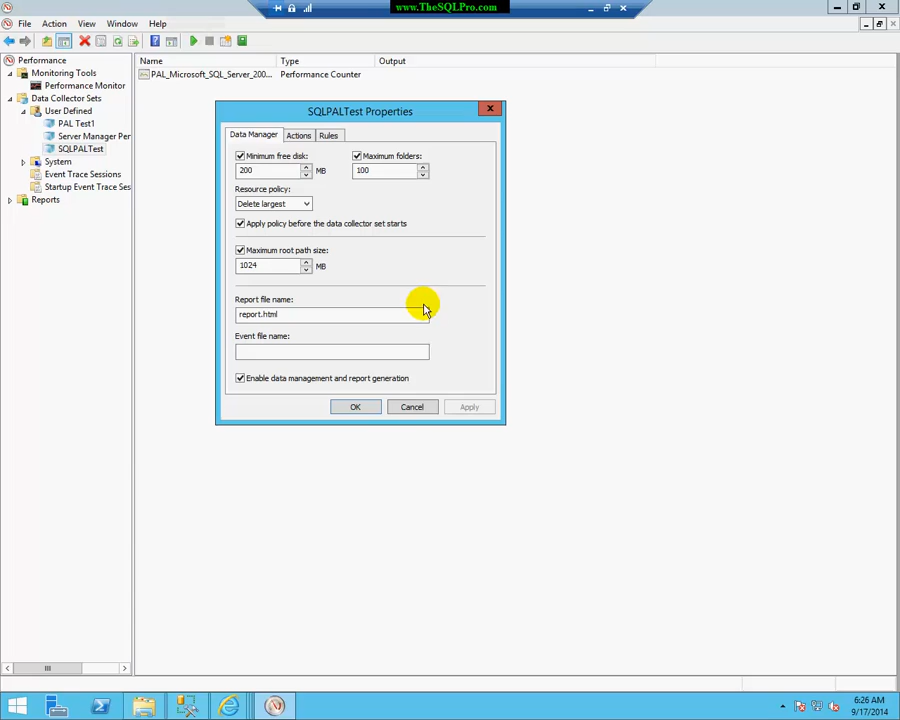 www.TheSQLPro.com
File Action View Window Help
Performance
Monitoring Tools
Performance Monitor
Data Collector Sets
User Defined
PAL Test1
Server Manager Per
SQLPALTest
System
Event Trace Sessions
Startup Event Trace Ses
Reports
Name Type Output
PAL_Microsoft_SQL_Server_200... Performance Counter
SQLPALTest Properties
Data Manager Actions Rules
Minimum free disk: Maximum folders:
200 MB 100
Resource policy:
Delete largest
Apply policy before the data collector set starts
Maximum root path size:
1024 MB
Report file name:
report.html
Event file name:
Enable data management and report generation
OK Cancel Apply
6:26 AM
9/17/2014